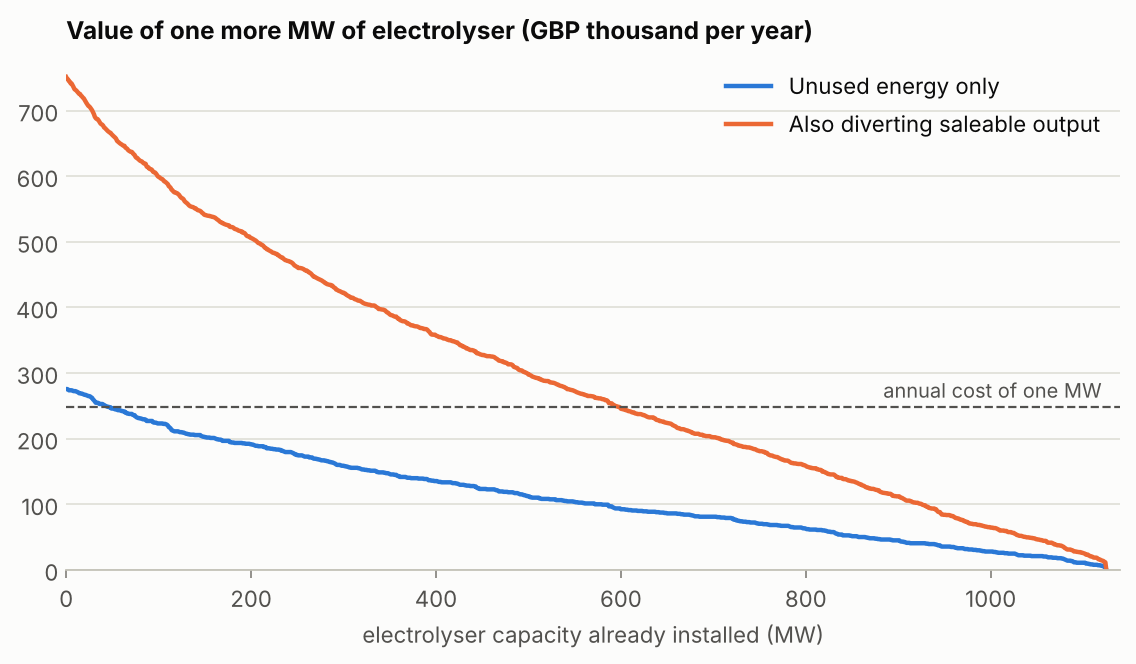 Value of one more MW of electrolyser (GBP thousand per year)
Unused energy only
Also diverting saleable output
700
600
500
400
300
200
100
0
annual cost of one MW
0 200 400 600 800 1000
electrolyser capacity already installed (MW)